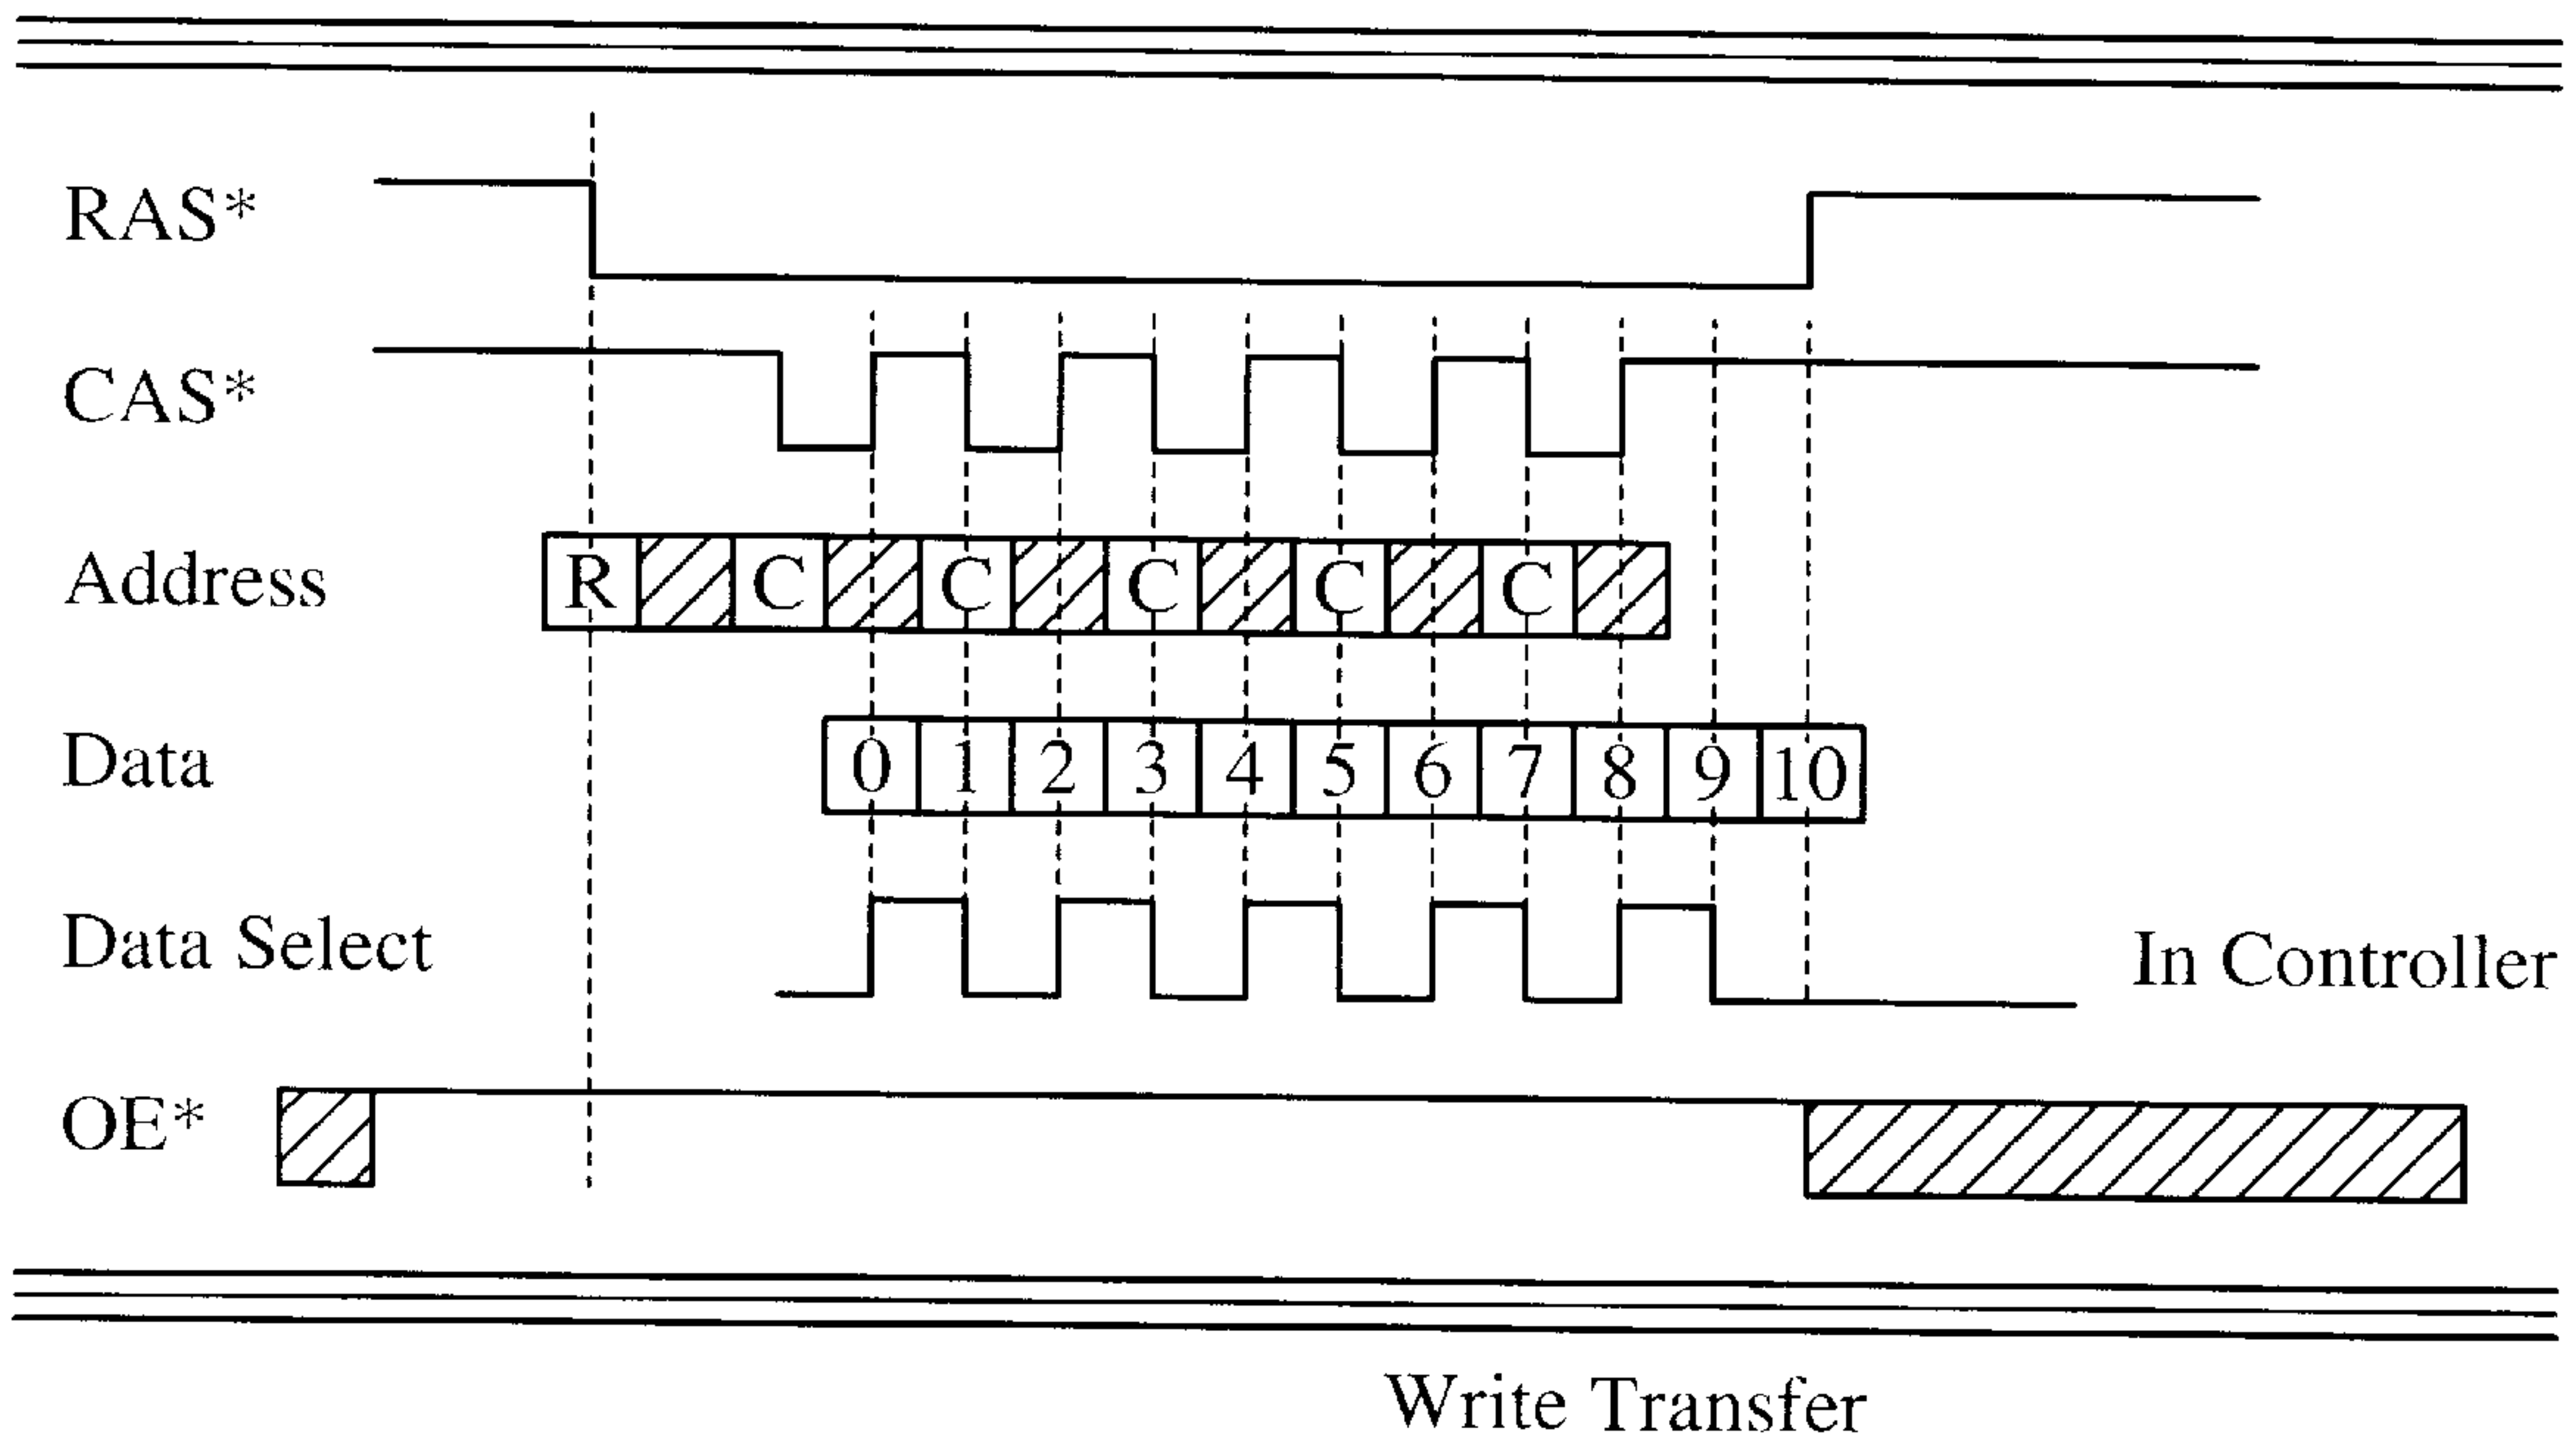 RAS*
CAS*
Address R C C C C C
Data 0 1 2 3 4 5 6 7 8 9 10
Data Select In Controller
OE*
Write Transfer